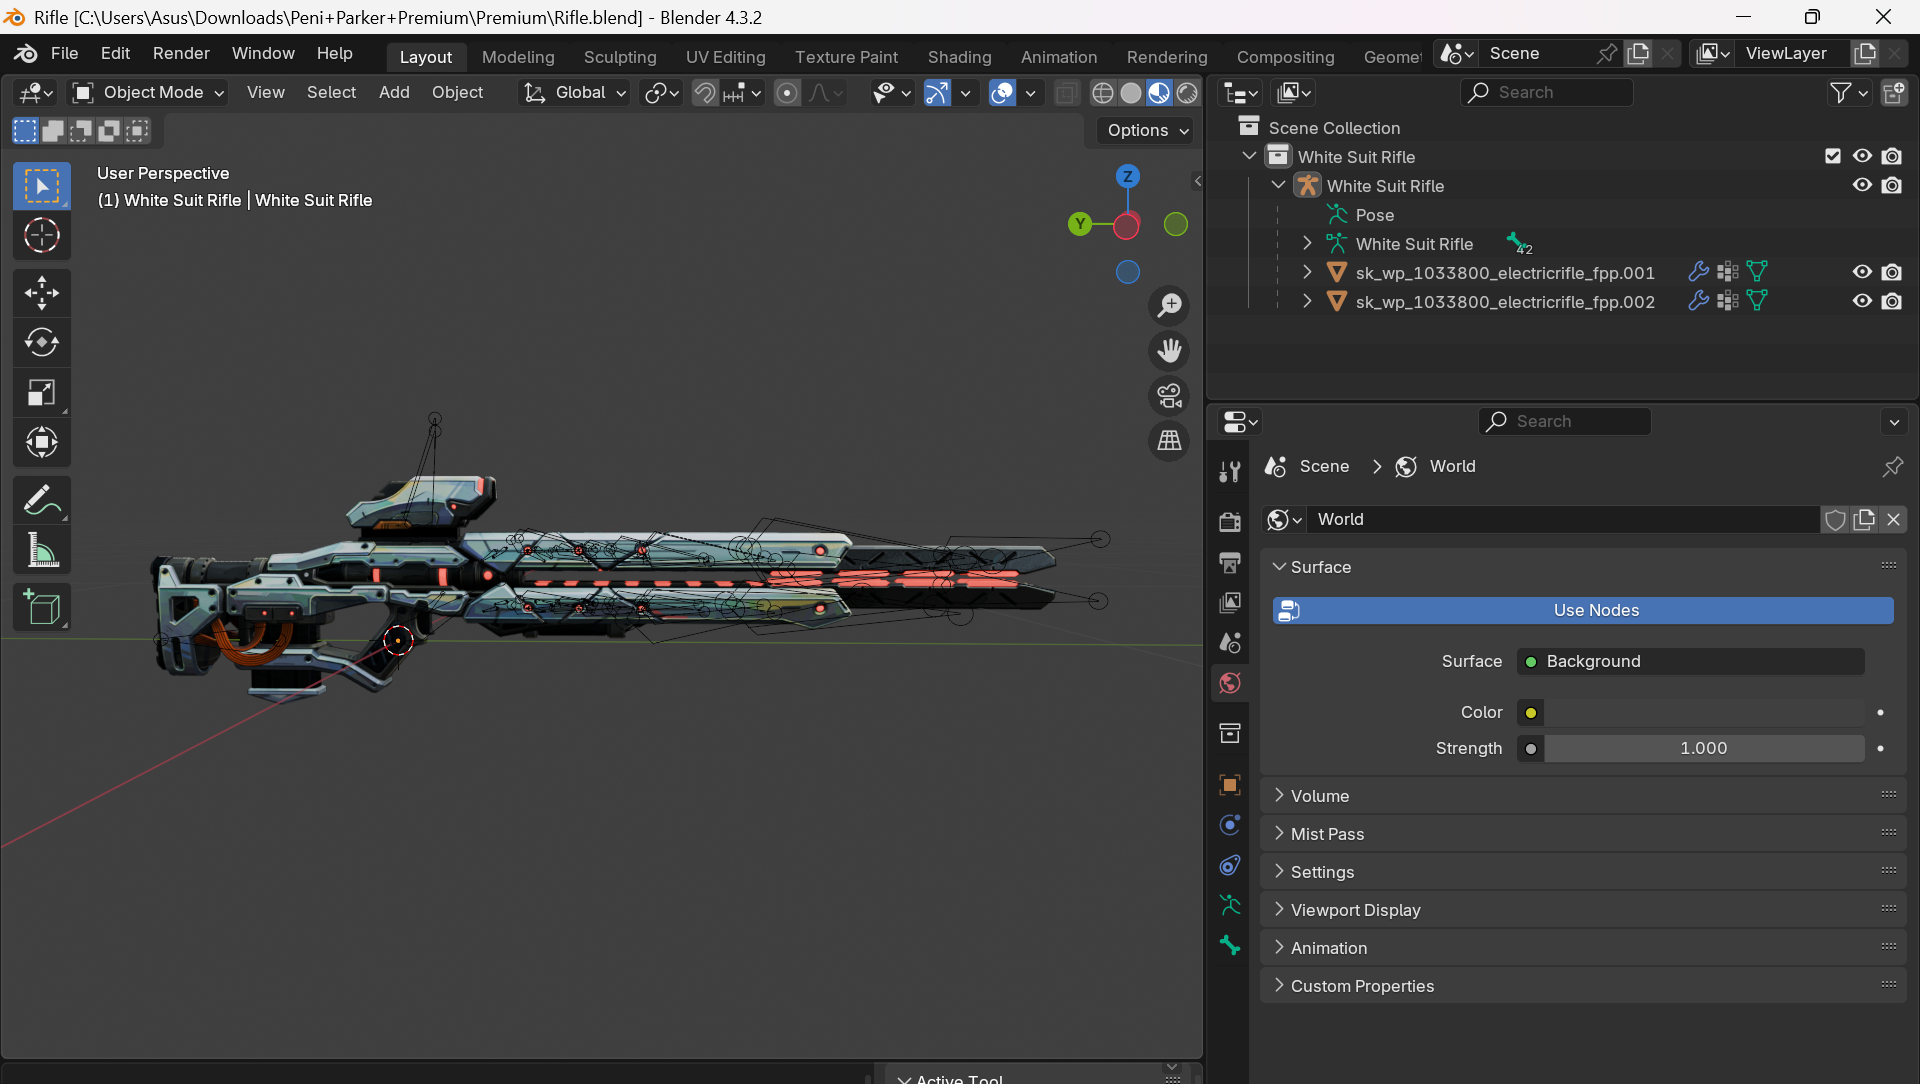 Rifle [C:\Users\Asus\Downloads\Peni+Parker+Premium\Premium\Rifle.blend] - Blender 4.3.2
File Edit Render Window Help Layout Modeling Sculpting UV Editing Texture Paint Shading Animation Rendering Compositing Geomet Scene ViewLayer
Object Mode View Select Add Object Global Search
Options
User Perspective
(1) White Suit Rifle | White Suit Rifle
Z
Y
Scene Collection
White Suit Rifle
White Suit Rifle
Pose
White Suit Rifle 42
sk_wp_1033800_electricrifle_fpp.001
sk_wp_1033800_electricrifle_fpp.002
Search
Scene World
World
Surface
Use Nodes
Surface Background
Color
Strength 1.000
Volume
Mist Pass
Settings
Viewport Display
Animation
Custom Properties
Active Tool